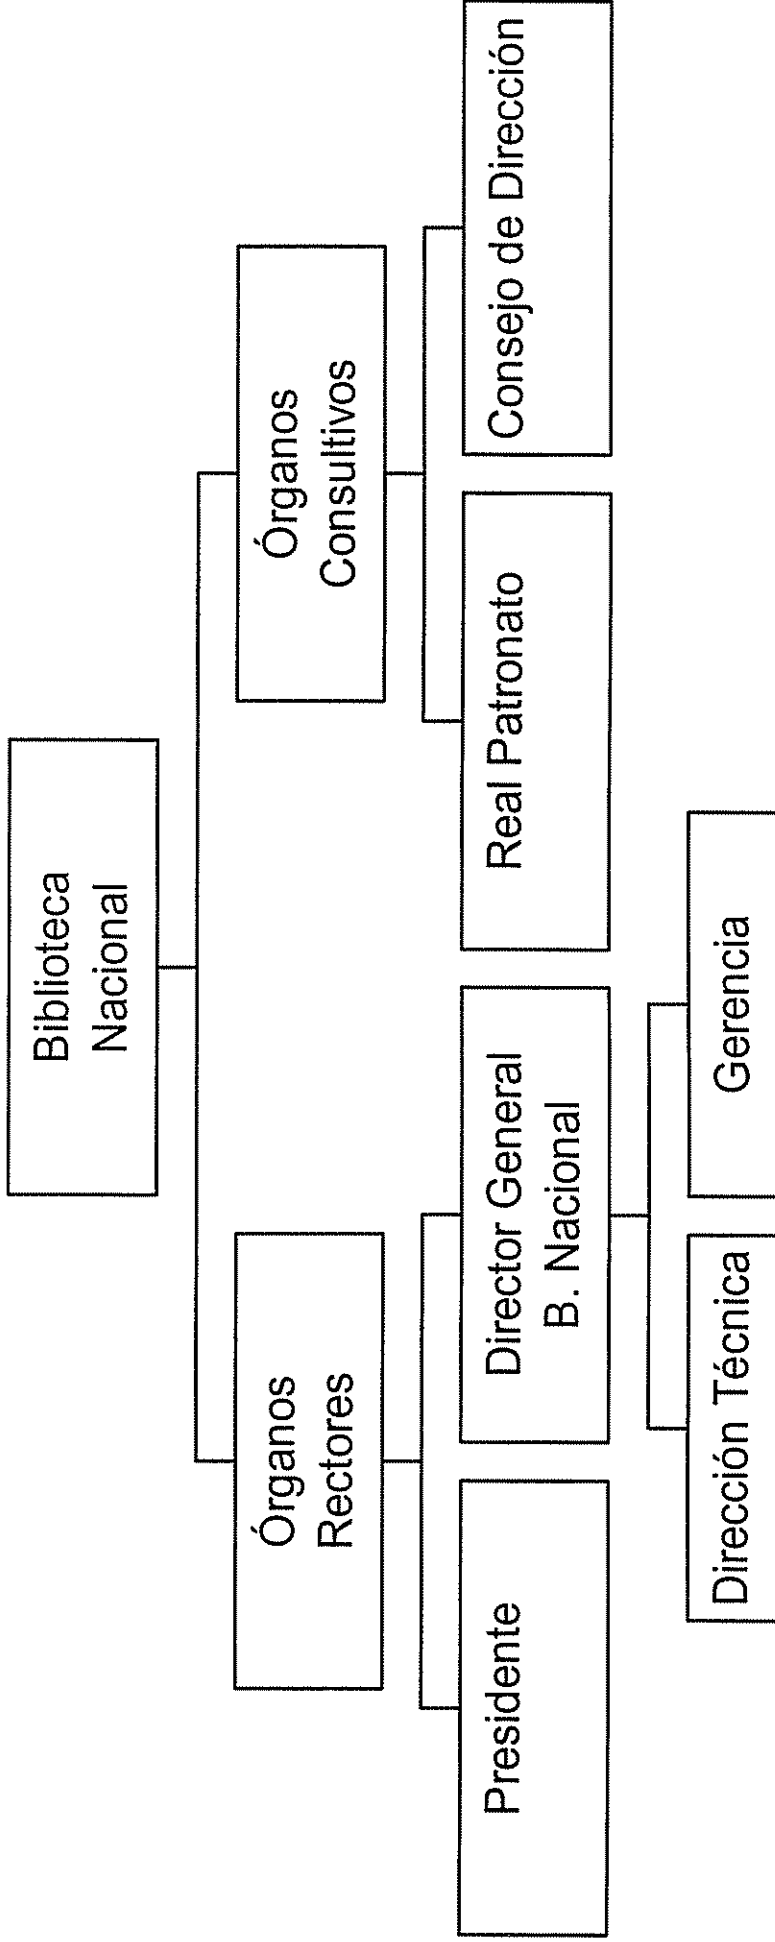 Biblioteca
Nacional
Órganos
Rectores
Órganos
Consultivos
Presidente
Director General
B. Nacional
Real Patronato
Consejo de Dirección
Dirección Técnica
Gerencia